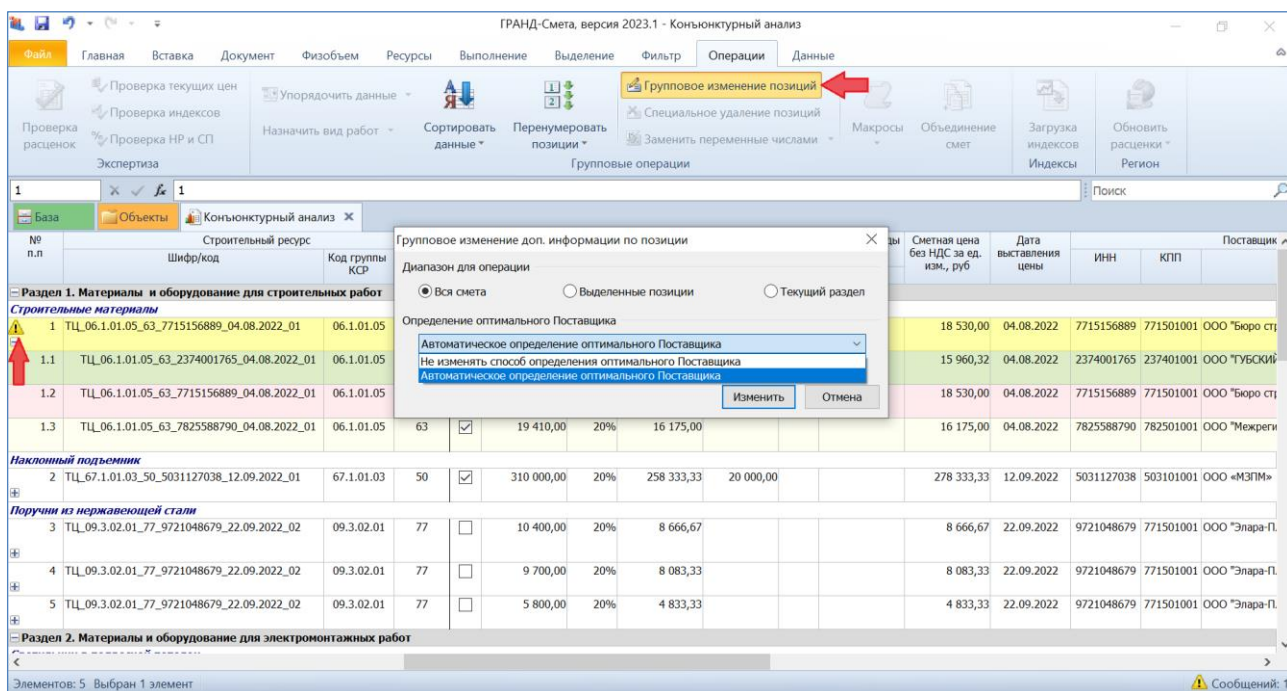 ГРАНД-Смета, версия 2023.1 - Конъюнктурный анализ
Файл Главная Вставка Документ Физобъем Ресурсы Выполнение Выделение Фильтр Операции Данные
Проверка расценок
Проверка текущих цен
Проверка индексов
Проверка НР и СП
Экспертиза
Упорядочить данные
Назначить вид работ
Сортировать данные
Перенумеровать позиции
Групповое изменение позиций
Специальное удаление позиций
Заменить переменные числами
Групповые операции
Макросы
Объединение смет
Загрузка индексов
Индексы
Обновить расценки
Регион
1 fx 1 Поиск
База Объекты Конъюнктурный анализ
№ п.п Строительный ресурс Сметная цена без НДС за ед. изм., руб Дата выставления цены Поставщик
Шифр/код Код группы КСР ИНН КПП
Раздел 1. Материалы и оборудование для строительных работ
Строительные материалы
1 ТЦ_06.1.01.05_63_7715156889_04.08.2022_01 06.1.01.05 18 530,00 04.08.2022 7715156889 771501001 ООО "Бюро стр
1.1 ТЦ_06.1.01.05_63_2374001765_04.08.2022_01 06.1.01.05 15 960,32 04.08.2022 2374001765 237401001 ООО "ГУБСКИЙ
1.2 ТЦ_06.1.01.05_63_7715156889_04.08.2022_01 06.1.01.05 18 530,00 04.08.2022 7715156889 771501001 ООО "Бюро стр
1.3 ТЦ_06.1.01.05_63_7825588790_04.08.2022_01 06.1.01.05 63 19 410,00 20% 16 175,00 16 175,00 04.08.2022 7825588790 782501001 ООО "Межреги
Наклонный подъемник
2 ТЦ_67.1.01.03_50_5031127038_12.09.2022_01 67.1.01.03 50 310 000,00 20% 258 333,33 20 000,00 278 333,33 12.09.2022 5031127038 503101001 ООО «МЗПМ»
Поручни из нержавеющей стали
3 ТЦ_09.3.02.01_77_9721048679_22.09.2022_02 09.3.02.01 77 10 400,00 20% 8 666,67 8 666,67 22.09.2022 9721048679 771501001 ООО "Элара-П
4 ТЦ_09.3.02.01_77_9721048679_22.09.2022_02 09.3.02.01 77 9 700,00 20% 8 083,33 8 083,33 22.09.2022 9721048679 771501001 ООО "Элара-П
5 ТЦ_09.3.02.01_77_9721048679_22.09.2022_02 09.3.02.01 77 5 800,00 20% 4 833,33 4 833,33 22.09.2022 9721048679 771501001 ООО "Элара-П
Раздел 2. Материалы и оборудование для электромонтажных работ
Групповое изменение доп. информации по позиции
Диапазон для операции
Вся смета Выделенные позиции Текущий раздел
Определение оптимального Поставщика
Автоматическое определение оптимального Поставщика
Не изменять способ определения оптимального Поставщика
Автоматическое определение оптимального Поставщика
Изменить Отмена
Элементов: 5 Выбран 1 элемент Сообщений: 1